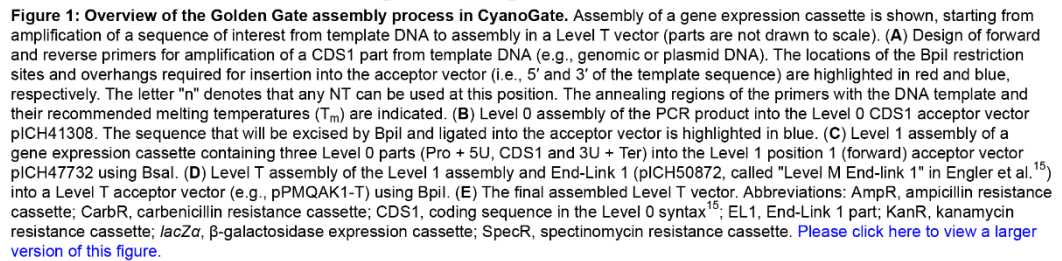 Figure 1: Overview of the Golden Gate assembly process in CyanoGate. Assembly of a gene expression cassette is shown, starting from
amplification of a sequence of interest from template DNA to assembly in a Level T vector (parts are not drawn to scale). (A) Design of forward
and reverse primers for amplification of a CDS1 part from template DNA (e.g., genomic or plasmid DNA). The locations of the BpiI restriction
sites and overhangs required for insertion into the acceptor vector (i.e., 5′ and 3′ of the template sequence) are highlighted in red and blue,
respectively. The letter "n" denotes that any NT can be used at this position. The annealing regions of the primers with the DNA template and
their recommended melting temperatures (Tm) are indicated. (B) Level 0 assembly of the PCR product into the Level 0 CDS1 acceptor vector
pICH41308. The sequence that will be excised by BpiI and ligated into the acceptor vector is highlighted in blue. (C) Level 1 assembly of a
gene expression cassette containing three Level 0 parts (Pro + 5U, CDS1 and 3U + Ter) into the Level 1 position 1 (forward) acceptor vector
pICH47732 using BsaI. (D) Level T assembly of the Level 1 assembly and End-Link 1 (pICH50872, called "Level M End-link 1" in Engler et al.15)
into a Level T acceptor vector (e.g., pPMQAK1-T) using BpiI. (E) The final assembled Level T vector. Abbreviations: AmpR, ampicillin resistance
cassette; CarbR, carbenicillin resistance cassette; CDS1, coding sequence in the Level 0 syntax15; EL1, End-Link 1 part; KanR, kanamycin
resistance cassette; lacZα, β-galactosidase expression cassette; SpecR, spectinomycin resistance cassette. Please click here to view a larger
version of this figure.